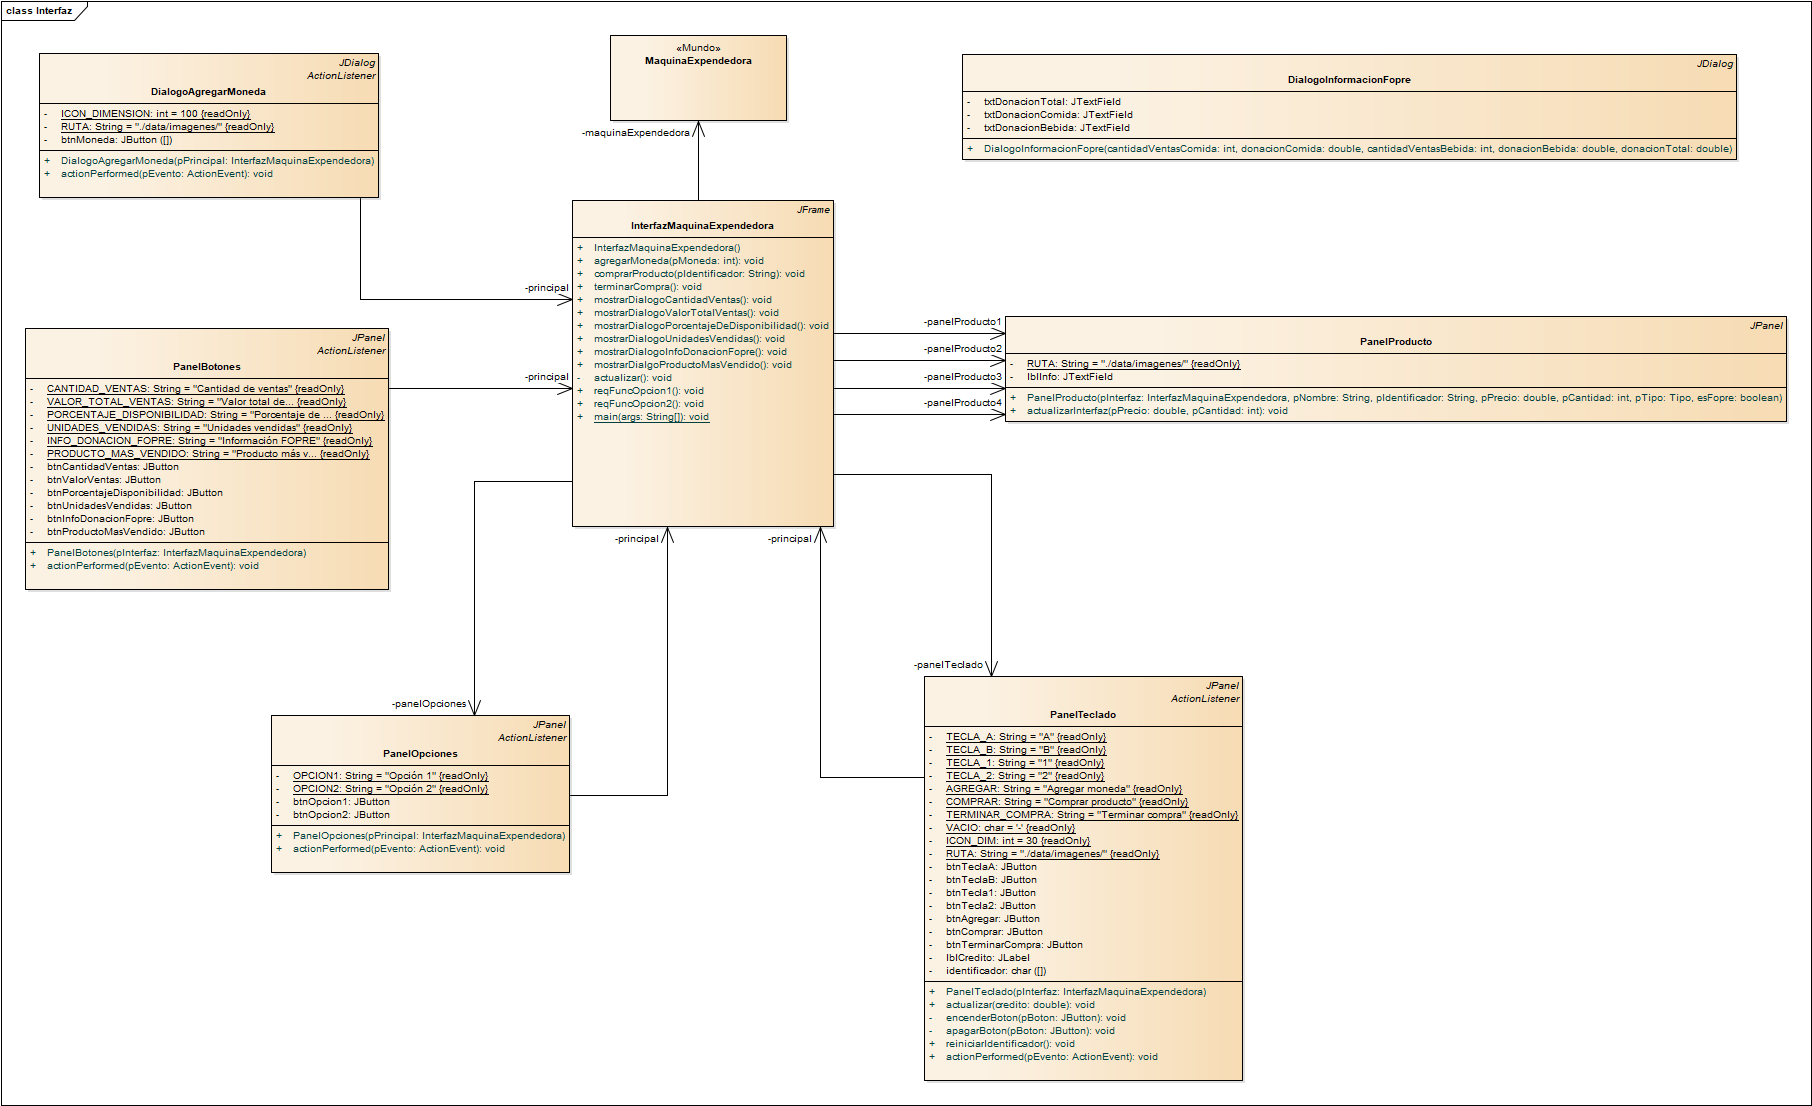 class Interfaz
JDialog
ActionListener
DialogoAgregarMoneda
- ICON_DIMENSION: int = 100 {readOnly}
- RUTA: String = "./data/imagenes/" {readOnly}
- btnMoneda: JButton ([])
+ DialogoAgregarMoneda(pPrincipal: InterfazMaquinaExpendedora)
+ actionPerformed(pEvento: ActionEvent): void
«Mundo»
MaquinaExpendedora
-maquinaExpendedora
JDialog
DialogoInformacionFopre
- txtDonacionTotal: JTextField
- txtDonacionComida: JTextField
- txtDonacionBebida: JTextField
+ DialogoInformacionFopre(cantidadVentasComida: int, donacionComida: double, cantidadVentasBebida: int, donacionBebida: double, donacionTotal: double)
JFrame
InterfazMaquinaExpendedora
+ InterfazMaquinaExpendedora()
+ agregarMoneda(pMoneda: int): void
+ comprarProducto(pIdentificador: String): void
+ terminarCompra(): void
+ mostrarDialogoCantidadVentas(): void
+ mostrarDialogoValorTotalVentas(): void
+ mostrarDialogoPorcentajeDeDisponibilidad(): void
+ mostrarDialogoUnidadesVendidas(): void
+ mostrarDialogoInfoDonacionFopre(): void
+ mostrarDialgoProductoMasVendido(): void
- actualizar(): void
+ reqFuncOpcion1(): void
+ reqFuncOpcion2(): void
+ main(args: String[]): void
-principal
-principal
-principal
-principal
-panelProducto1
-panelProducto2
-panelProducto3
-panelProducto4
JPanel
PanelProducto
- RUTA: String = "./data/imagenes/" {readOnly}
- lblInfo: JTextField
+ PanelProducto(pInterfaz: InterfazMaquinaExpendedora, pNombre: String, pIdentificador: String, pPrecio: double, pCantidad: int, pTipo: Tipo, esFopre: boolean)
+ actualizarInterfaz(pPrecio: double, pCantidad: int): void
JPanel
ActionListener
PanelBotones
- CANTIDAD_VENTAS: String = "Cantidad de ventas" {readOnly}
- VALOR_TOTAL_VENTAS: String = "Valor total de... {readOnly}
- PORCENTAJE_DISPONIBILIDAD: String = "Porcentaje de ... {readOnly}
- UNIDADES_VENDIDAS: String = "Unidades vendidas" {readOnly}
- INFO_DONACION_FOPRE: String = "Información FOPRE" {readOnly}
- PRODUCTO_MAS_VENDIDO: String = "Producto más v... {readOnly}
- btnCantidadVentas: JButton
- btnValorVentas: JButton
- btnPorcentajeDisponibilidad: JButton
- btnUnidadesVendidas: JButton
- btnInfoDonacionFopre: JButton
- btnProductoMasVendido: JButton
+ PanelBotones(pInterfaz: InterfazMaquinaExpendedora)
+ actionPerformed(pEvento: ActionEvent): void
-panelOpciones
JPanel
ActionListener
PanelOpciones
- OPCION1: String = "Opción 1" {readOnly}
- OPCION2: String = "Opción 2" {readOnly}
- btnOpcion1: JButton
- btnOpcion2: JButton
+ PanelOpciones(pPrincipal: InterfazMaquinaExpendedora)
+ actionPerformed(pEvento: ActionEvent): void
-panelTeclado
JPanel
ActionListener
PanelTeclado
- TECLA_A: String = "A" {readOnly}
- TECLA_B: String = "B" {readOnly}
- TECLA_1: String = "1" {readOnly}
- TECLA_2: String = "2" {readOnly}
- AGREGAR: String = "Agregar moneda" {readOnly}
- COMPRAR: String = "Comprar producto" {readOnly}
- TERMINAR_COMPRA: String = "Terminar compra" {readOnly}
- VACIO: char = '-' {readOnly}
- ICON_DIM: int = 30 {readOnly}
- RUTA: String = "./data/imagenes/" {readOnly}
- btnTeclaA: JButton
- btnTeclaB: JButton
- btnTecla1: JButton
- btnTecla2: JButton
- btnAgregar: JButton
- btnComprar: JButton
- btnTerminarCompra: JButton
- lblCredito: JLabel
- identificador: char ([])
+ PanelTeclado(pInterfaz: InterfazMaquinaExpendedora)
+ actualizar(credito: double): void
- encenderBoton(pBoton: JButton): void
- apagarBoton(pBoton: JButton): void
+ reiniciarIdentificador(): void
+ actionPerformed(pEvento: ActionEvent): void